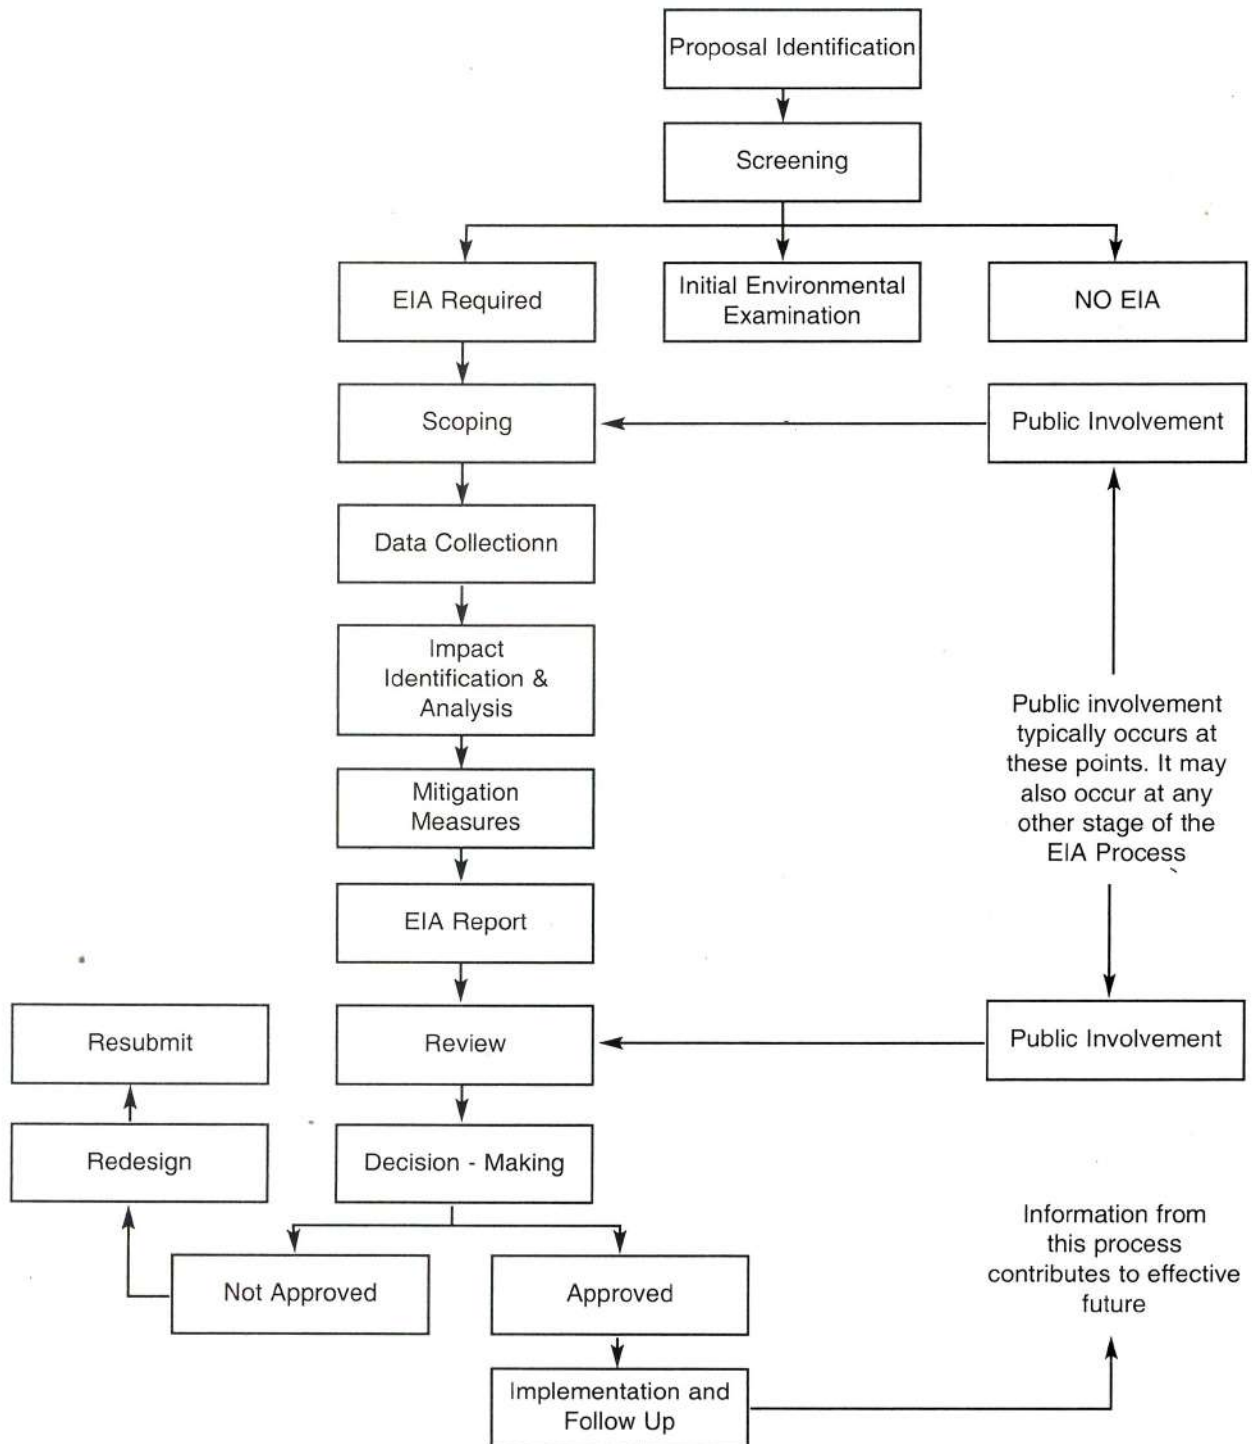 Proposal Identification
Screening
EIA Required
Initial Environmental
Examination
NO EIA
Scoping
Public Involvement
Data Collectionn
Impact
Identification &
Analysis
Public involvement
typically occurs at
these points. It may
also occur at any
other stage of the
EIA Process
Mitigation
Measures
EIA Report
Resubmit
Review
Public Involvement
Redesign
Decision - Making
Not Approved
Approved
Information from
this process
contributes to effective
future
Implementation and
Follow Up